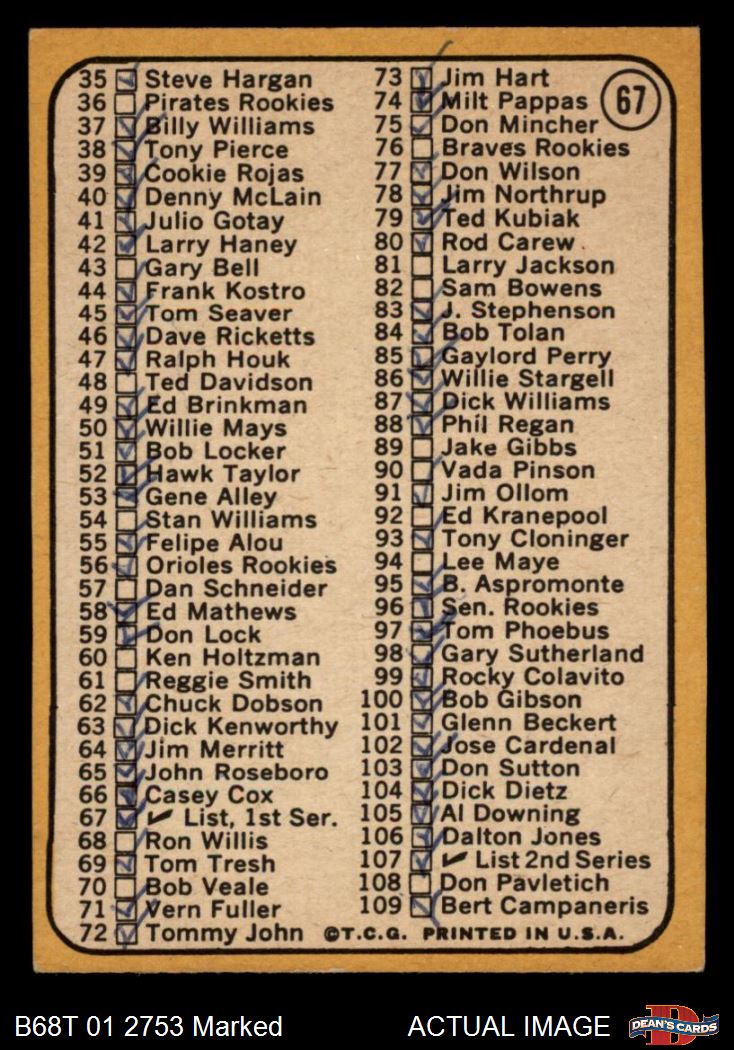 35 Steve Hargan
36 Pirates Rookies
37 Billy Williams
38 Tony Pierce
39 Cookie Rojas
40 Denny McLain
41 Julio Gotay
42 Larry Haney
43 Gary Bell
44 Frank Kostro
45 Tom Seaver
46 Dave Ricketts
47 Ralph Houk
48 Ted Davidson
49 Ed Brinkman
50 Willie Mays
51 Bob Locker
52 Hawk Taylor
53 Gene Alley
54 Stan Williams
55 Felipe Alou
56 Orioles Rookies
57 Dan Schneider
58 Ed Mathews
59 Don Lock
60 Ken Holtzman
61 Reggie Smith
62 Chuck Dobson
63 Dick Kenworthy
64 Jim Merritt
65 John Roseboro
66 Casey Cox
67 ✓ List, 1st Ser.
68 Ron Willis
69 Tom Tresh
70 Bob Veale
71 Vern Fuller
72 Tommy John
73 Jim Hart
74 Milt Pappas
75 Don Mincher
76 Braves Rookies
77 Don Wilson
78 Jim Northrup
79 Ted Kubiak
80 Rod Carew
81 Larry Jackson
82 Sam Bowens
83 J. Stephenson
84 Bob Tolan
85 Gaylord Perry
86 Willie Stargell
87 Dick Williams
88 Phil Regan
89 Jake Gibbs
90 Vada Pinson
91 Jim Ollom
92 Ed Kranepool
93 Tony Cloninger
94 Lee Maye
95 B. Aspromonte
96 Sen. Rookies
97 Tom Phoebus
98 Gary Sutherland
99 Rocky Colavito
100 Bob Gibson
101 Glenn Beckert
102 Jose Cardenal
103 Don Sutton
104 Dick Dietz
105 Al Downing
106 Dalton Jones
107 ✓ List 2nd Series
108 Don Pavletich
109 Bert Campaneris
67
©T.C.G. PRINTED IN U.S.A.
B68T 01 2753 Marked
ACTUAL IMAGE
DEAN'S CARDS